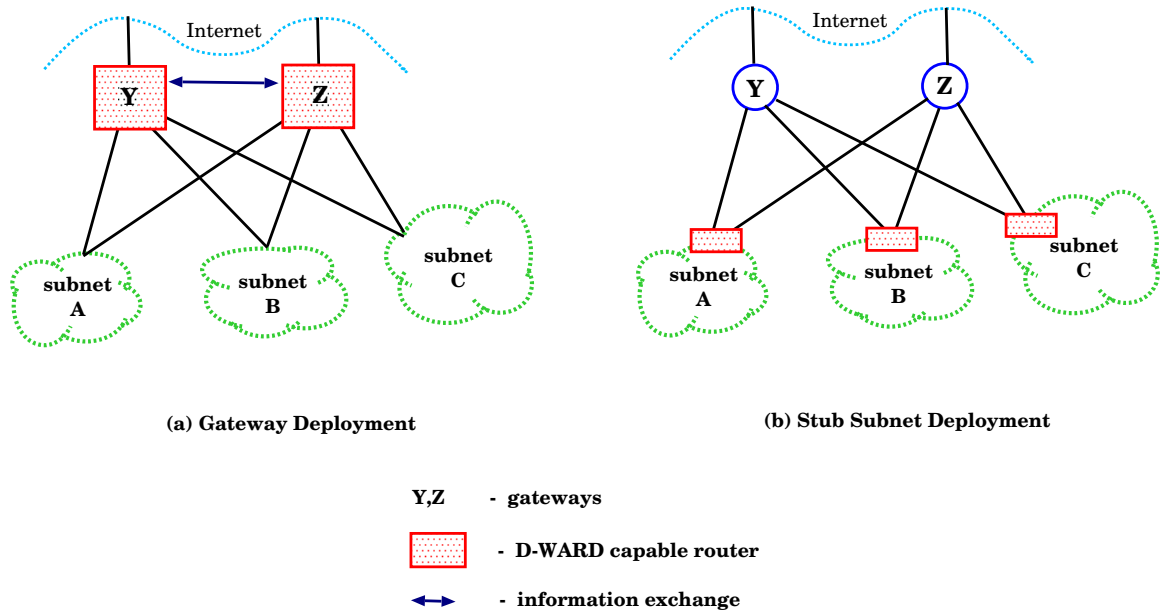 Internet
Y
Z
subnet
A
subnet
B
subnet
C
(a) Gateway Deployment
Internet
Y
Z
subnet
A
subnet
B
subnet
C
(b) Stub Subnet Deployment
Y,Z - gateways
- D-WARD capable router
- information exchange